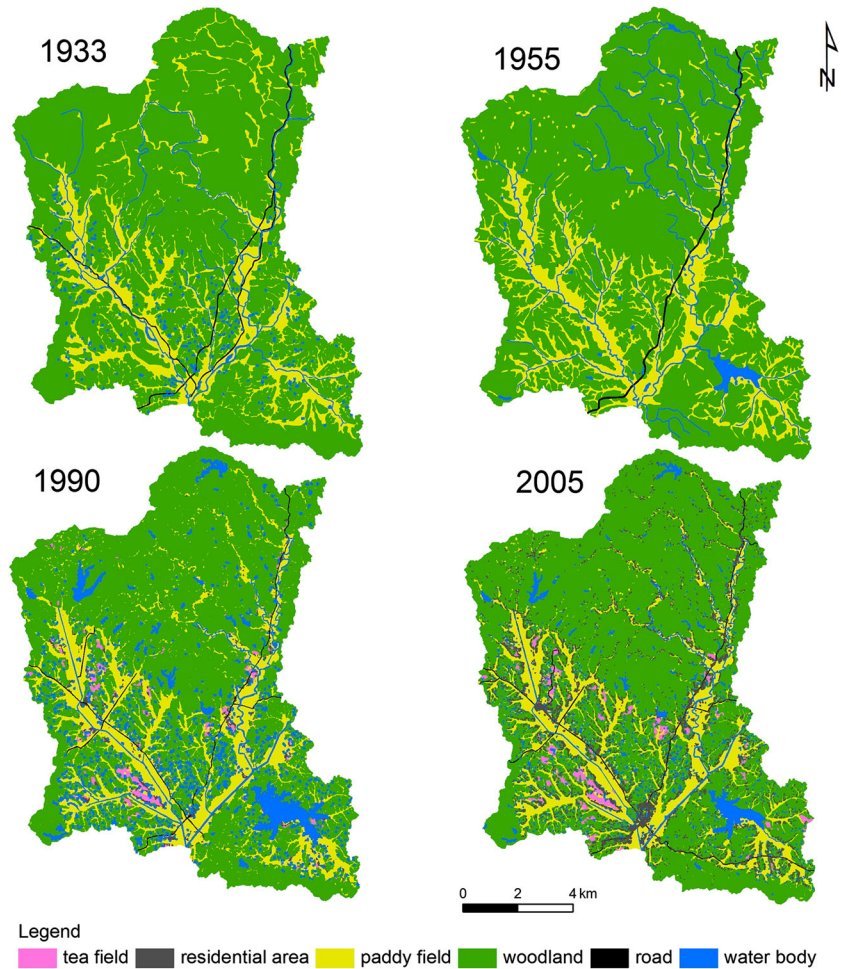 1933
1955
N
1990
2005
0 2 4 km
Legend
tea field residential area paddy field woodland road water body